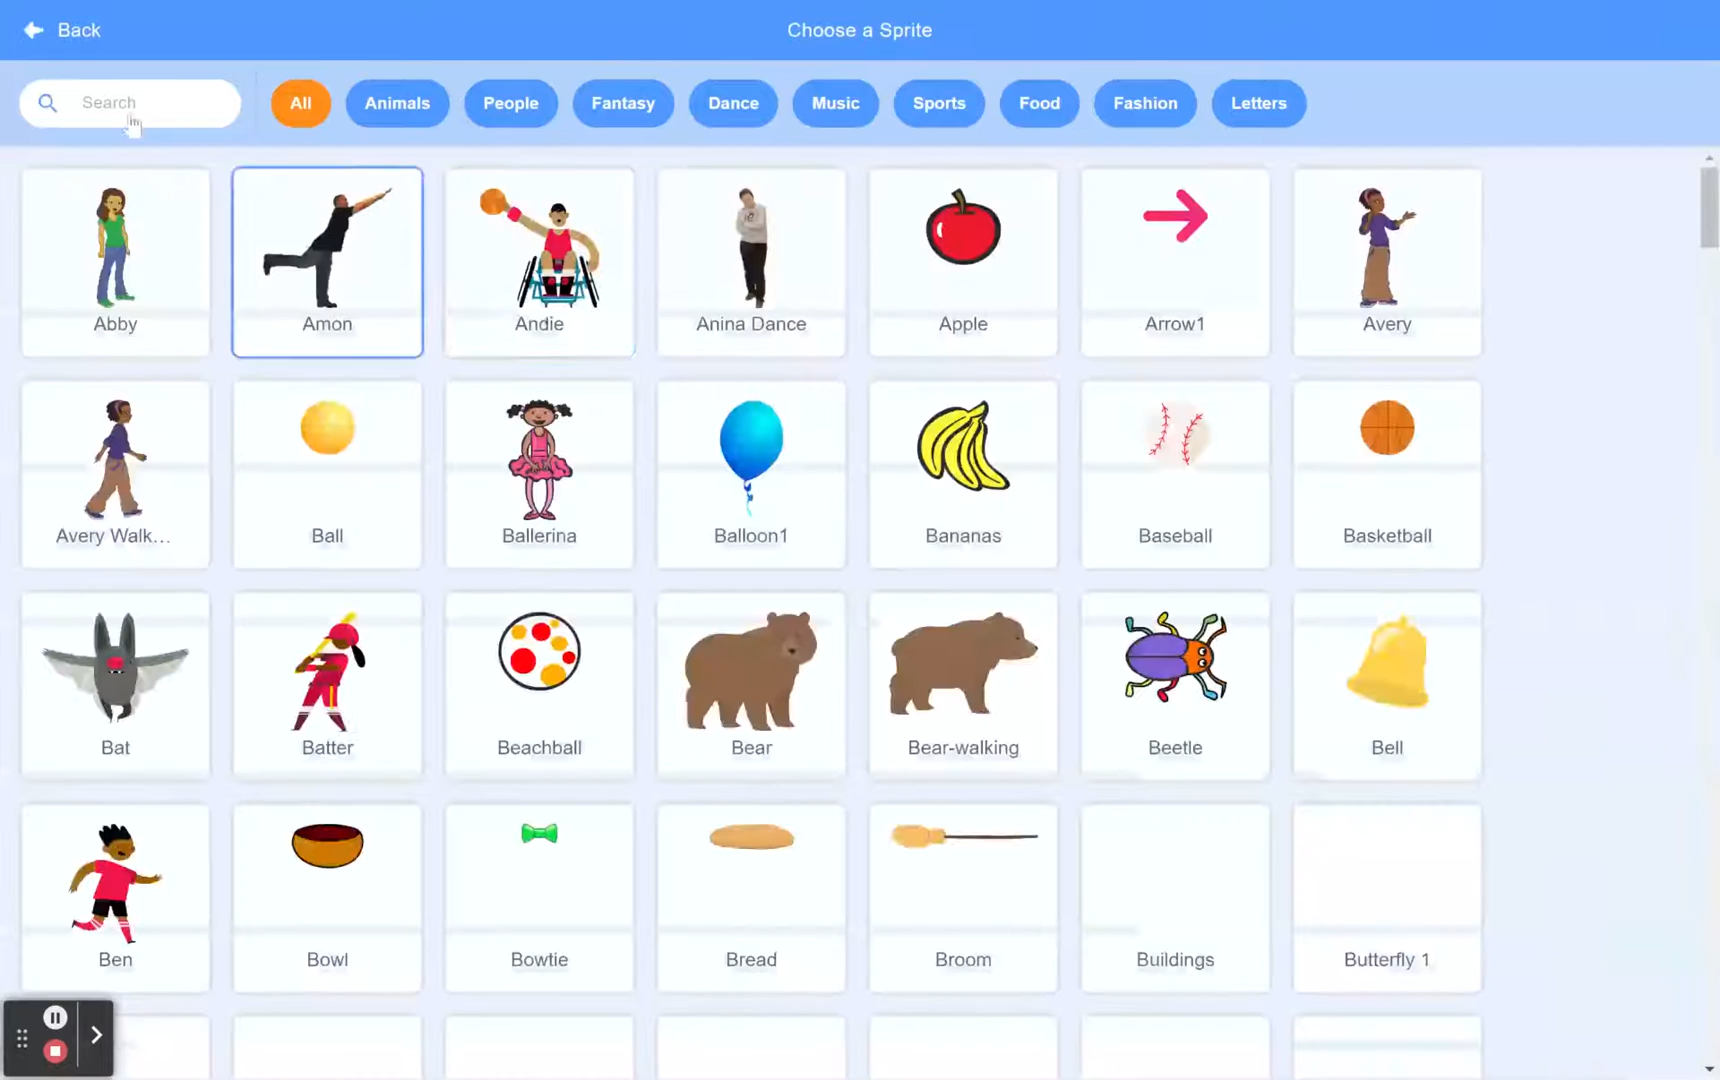 Back
Choose a Sprite
Search
All
Animals
People
Fantasy
Dance
Music
Sports
Food
Fashion
Letters
Abby
Amon
Andie
Anina Dance
Apple
Arrow1
Avery
Avery Walk...
Ball
Ballerina
Balloon1
Bananas
Baseball
Basketball
Bat
Batter
Beachball
Bear
Bear-walking
Beetle
Bell
Ben
Bowl
Bowtie
Bread
Broom
Buildings
Butterfly 1